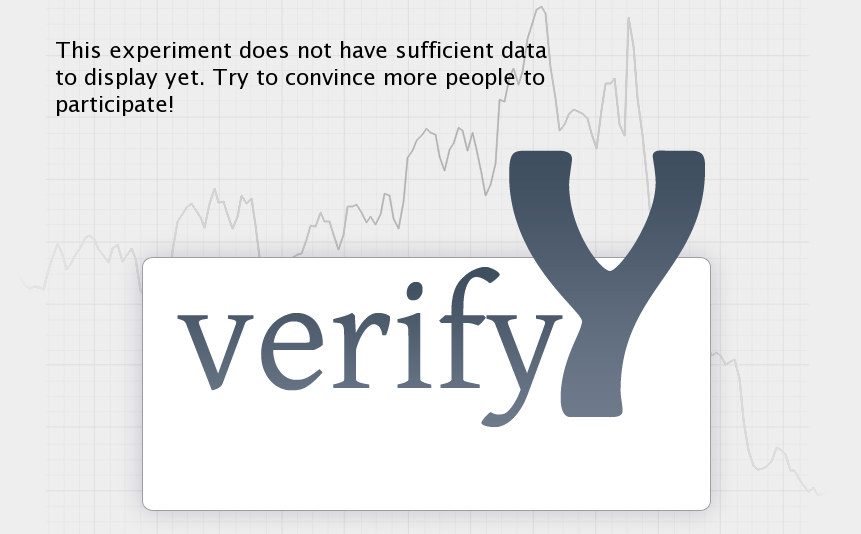 This experiment does not have sufficient data
to display yet. Try to convince more people to
participate!
verifyY